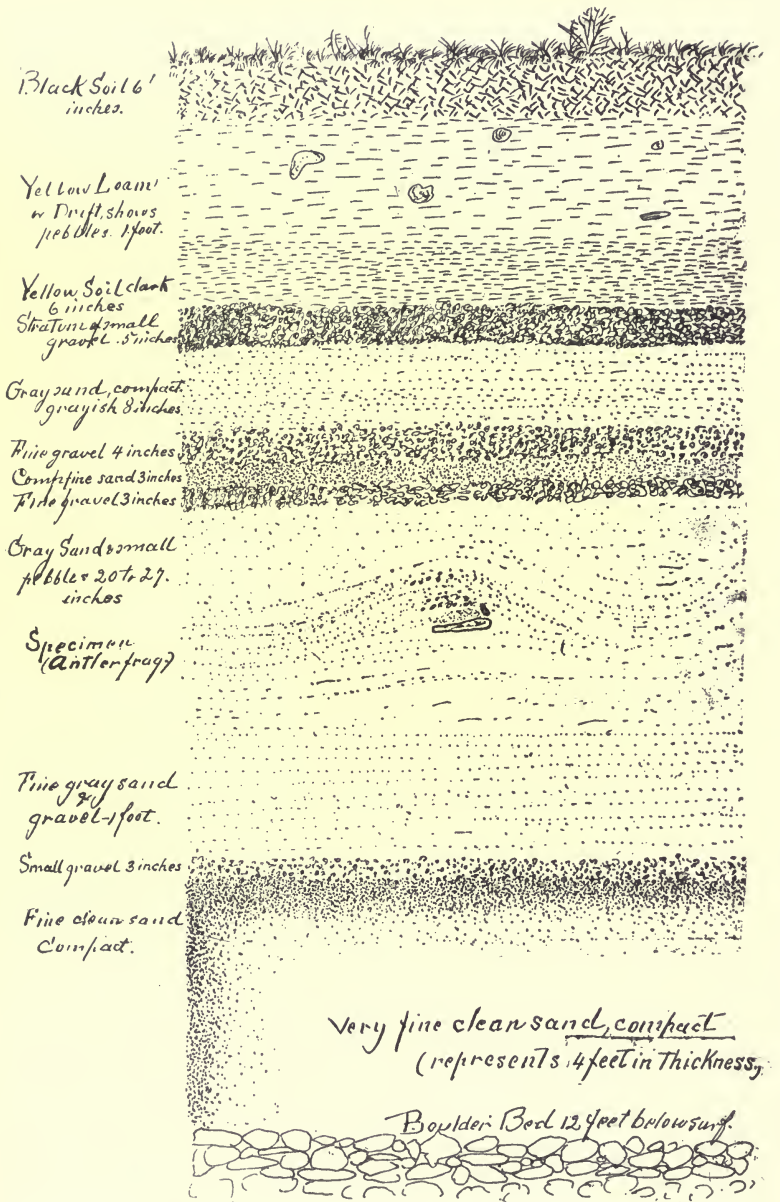 Black Soil 6'
inches.
Yellow Loam'
or Drift, shows
pebbles. 1 foot.
Yellow Soil dark
6 inches
Stratum of small
gravel. 5 inches
Gray sand, compact
grayish 8 inches
Fine gravel 4 inches
Comp. fine sand 3 inches
Fine gravel 3 inches
Gray Sand & small
pebbles 20 to 27.
inches
Specimen
(Antler frag?)
Fine gray sand
&
gravel-1 foot.
Small gravel 3 inches
Fine clean sand
Compact.
Very fine clean sand, compact
(represents 4 feet in Thickness,
Boulder Bed 12 feet below surf.